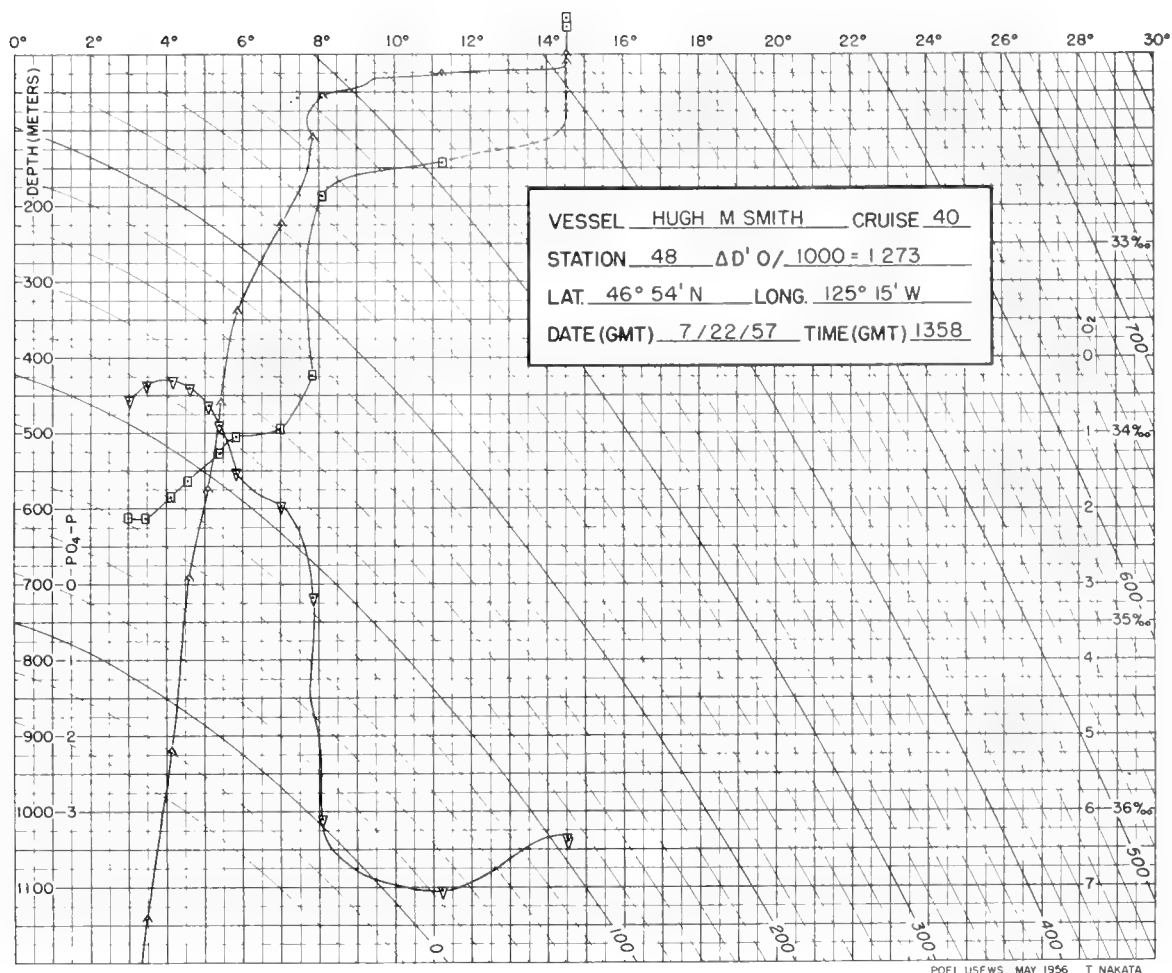 0° 2° 4° 6° 8° 10° 12° 14° 16° 18° 20° 22° 24° 26° 28° 30°
DEPTH (METERS)
200
300
400
500
600
700
800
900
1000
1100
PO₄-P
0
1
2
3
VESSEL HUGH M SMITH CRUISE 40
STATION 48 ΔD'O/ 1000 = 1 273
LAT. 46° 54' N LONG. 125° 15' W
DATE (GMT) 7/22/57 TIME (GMT) 1358
33‰
34‰
35‰
36‰
O₂
0
1
2
3
4
5
6
7
700
600
500
0 100 200 300 400
POFI USFWS MAY 1956 T NAKATA